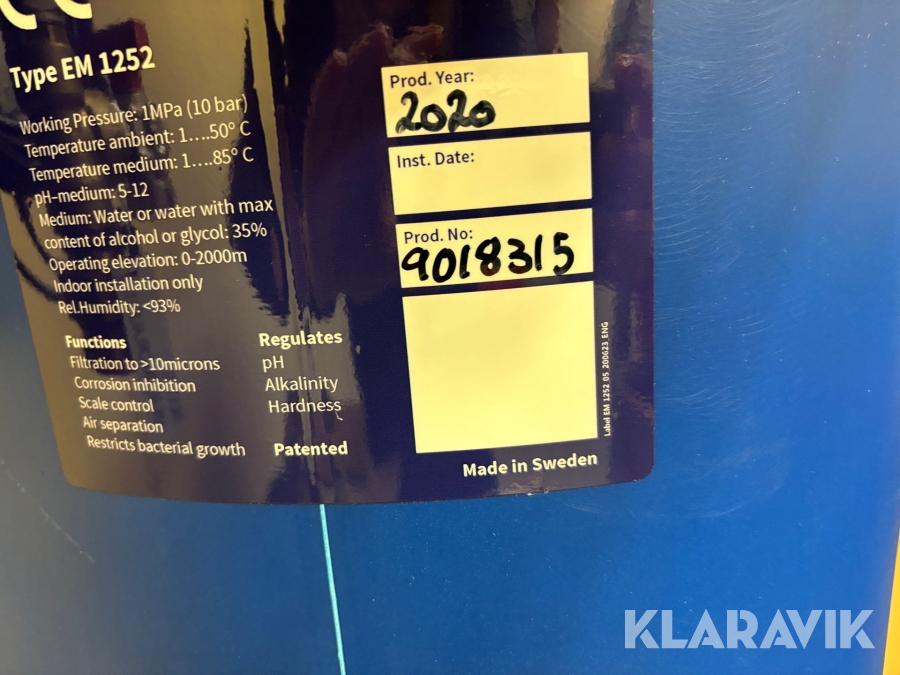 Type EM 1252
Working Pressure: 1MPa (10 bar)
Temperature ambient: 1....50° C
Temperature medium: 1....85° C
pH-medium: 5-12
Medium: Water or water with max
content of alcohol or glycol: 35%
Operating elevation: 0-2000m
Indoor installation only
Rel.Humidity: <93%
Functions
Filtration to >10microns
Corrosion inhibition
Scale control
Air separation
Restricts bacterial growth
Regulates
pH
Alkalinity
Hardness
Patented
Prod. Year:
2020
Inst. Date:
Prod. No:
9018315
Label EM 1252 05 200623 ENG
Made in Sweden
KLARAVIK